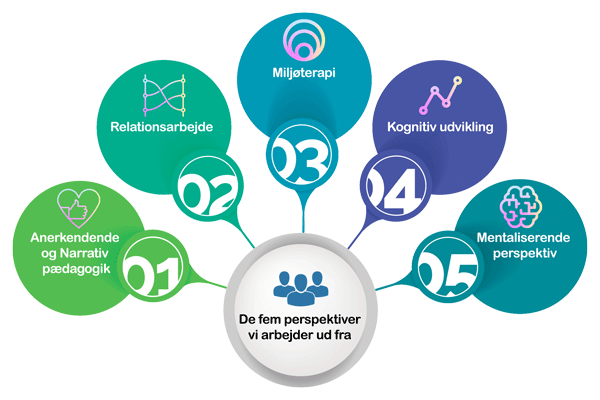 Anerkendende
og Narrativ
pædagogik
01
Relationsarbejde
02
Miljøterapi
03
Kognitiv udvikling
04
Mentaliserende
perspektiv
05
De fem perspektiver
vi arbejder ud fra